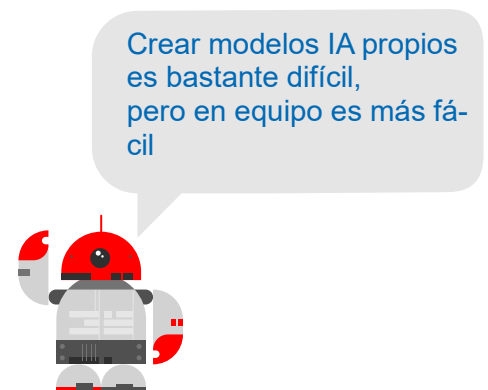 Crear modelos IA propios
es bastante difícil,
pero en equipo es más fá-
cil